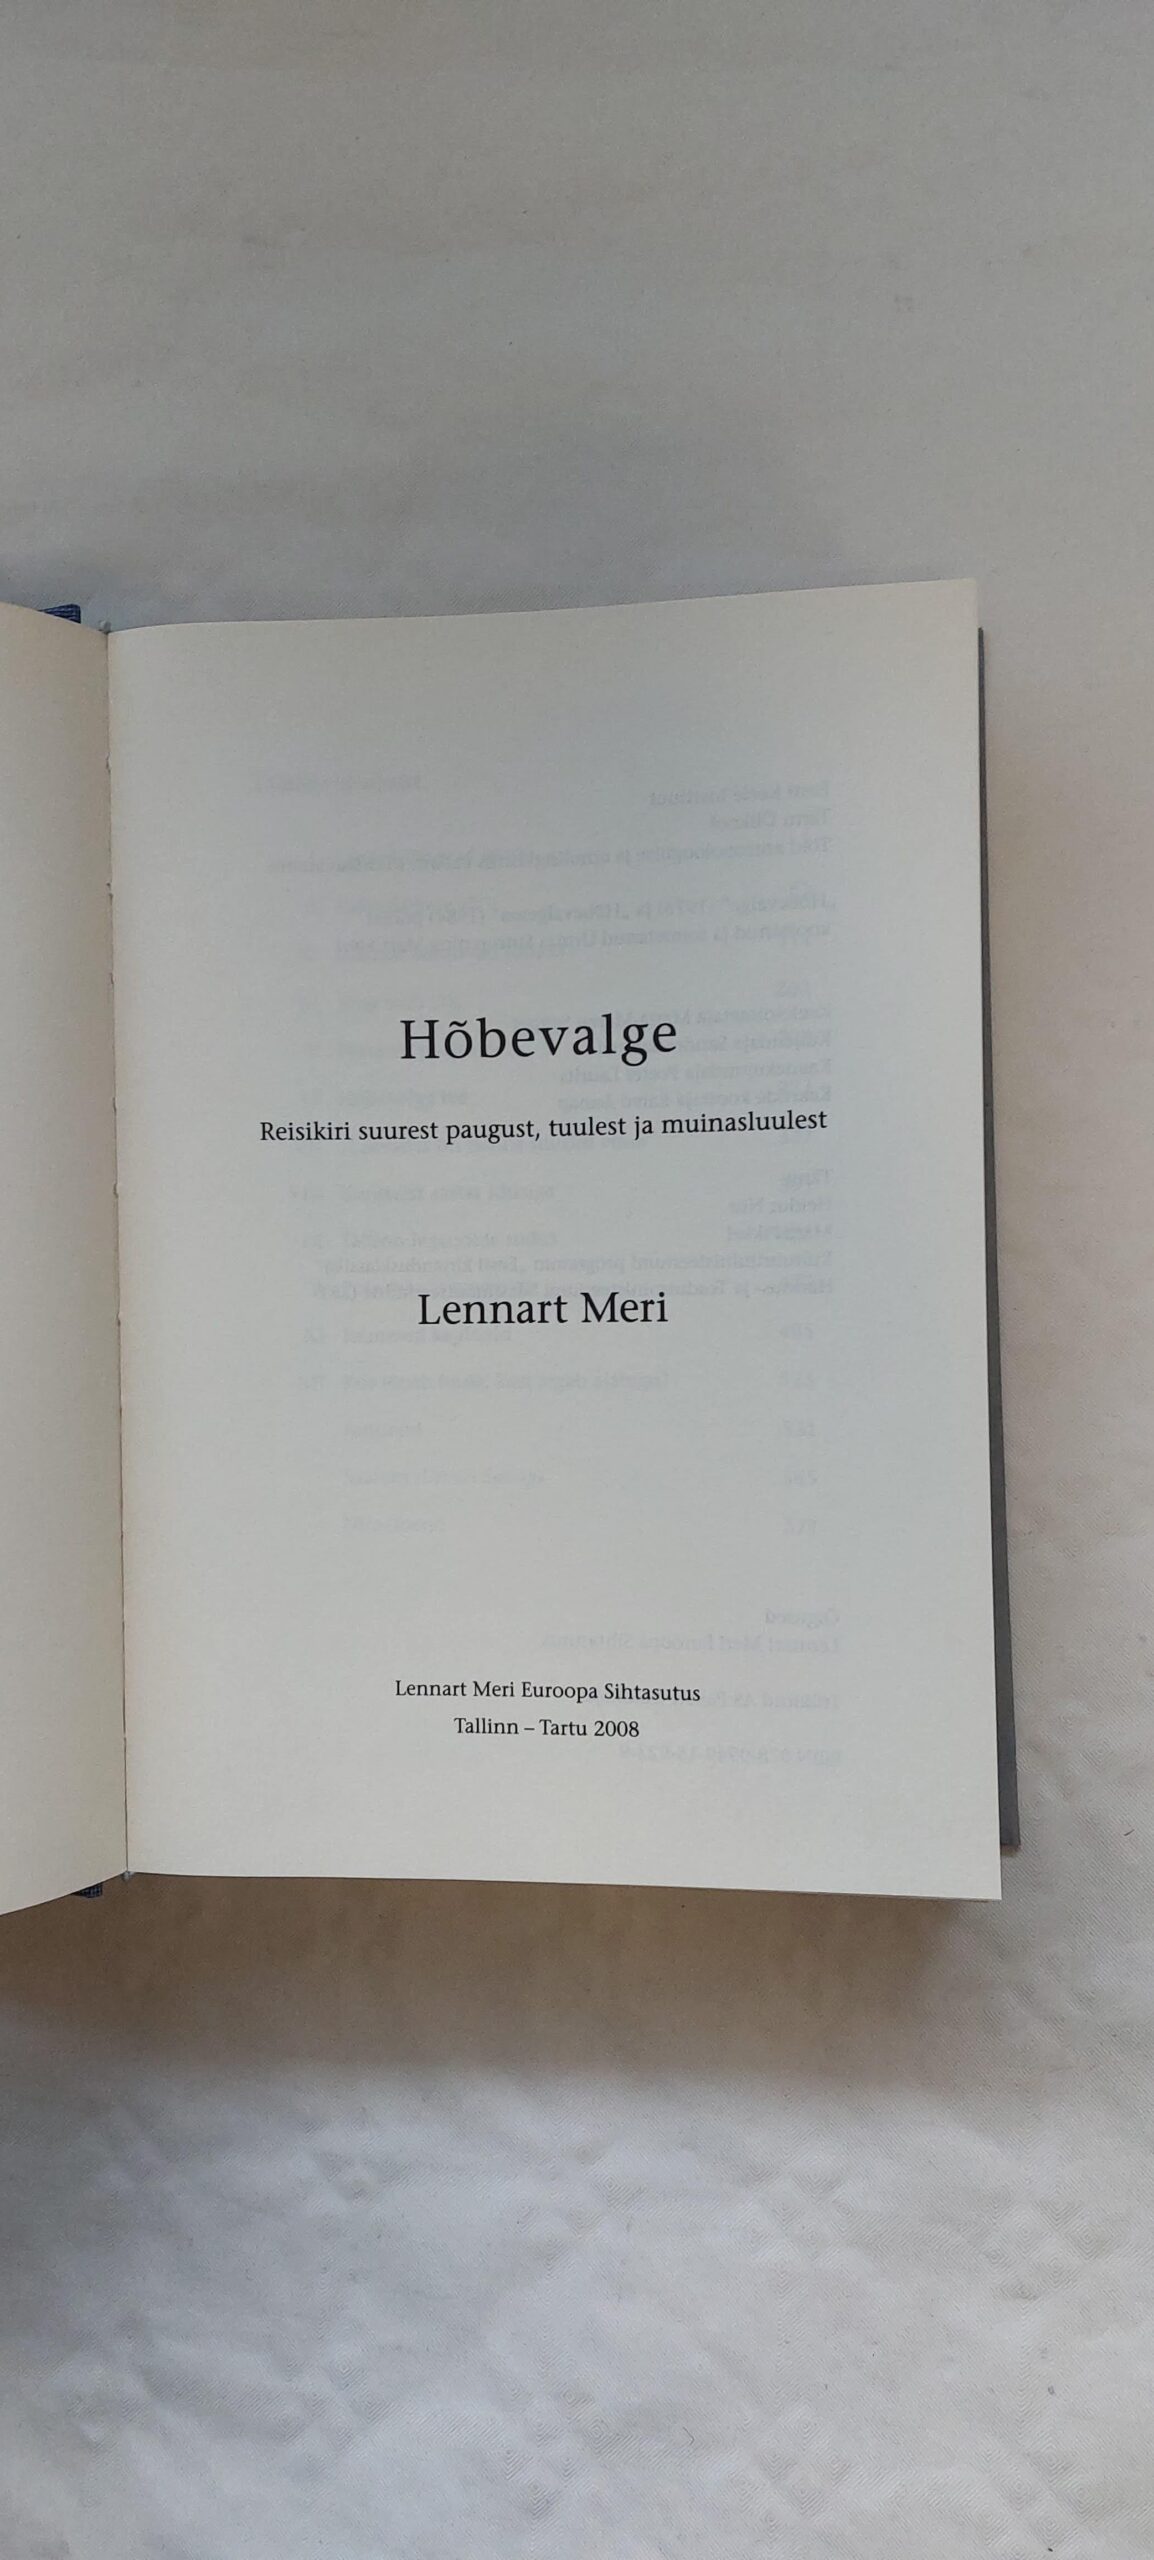 Hõbevalge
Reisikiri suurest paugust, tuulest ja muinasluulest
Lennart Meri
Lennart Meri Euroopa Sihtasutus
Tallinn – Tartu 2008